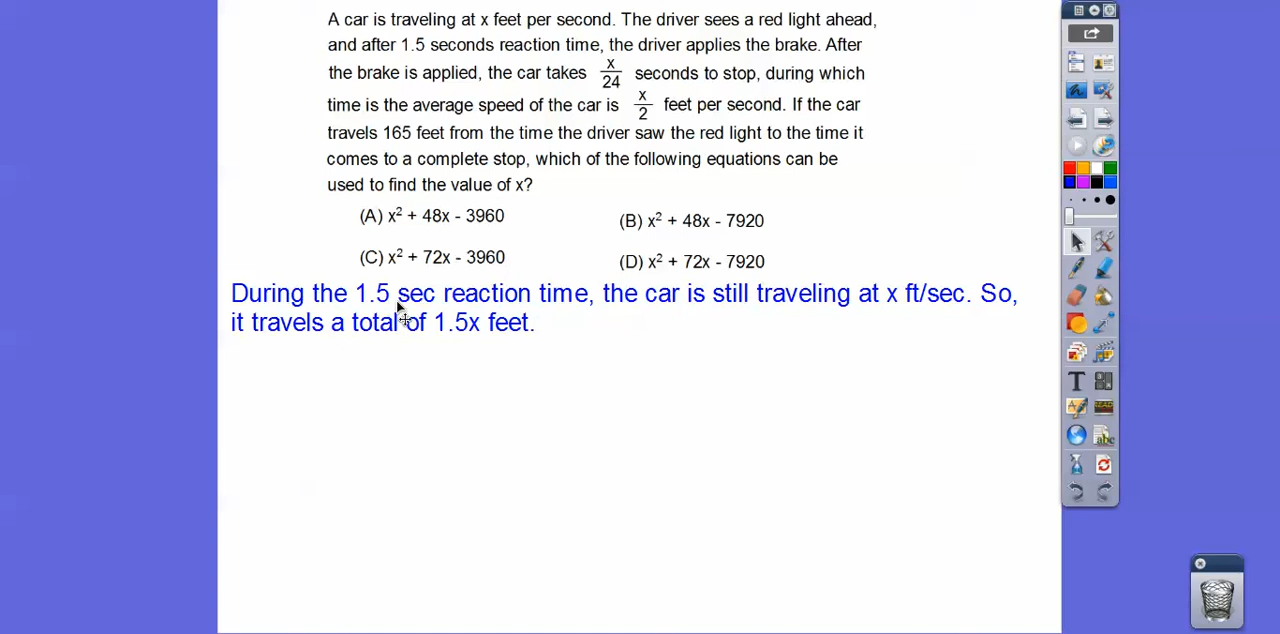 A car is traveling at x feet per second. The driver sees a red light ahead,
and after 1.5 seconds reaction time, the driver applies the brake. After
the brake is applied, the car takes x/24 seconds to stop, during which
time is the average speed of the car is x/2 feet per second. If the car
travels 165 feet from the time the driver saw the red light to the time it
comes to a complete stop, which of the following equations can be
used to find the value of x?
(A) x² + 48x - 3960
(B) x² + 48x - 7920
(C) x² + 72x - 3960
(D) x² + 72x - 7920
During the 1.5 sec reaction time, the car is still traveling at x ft/sec. So,
it travels a total of 1.5x feet.